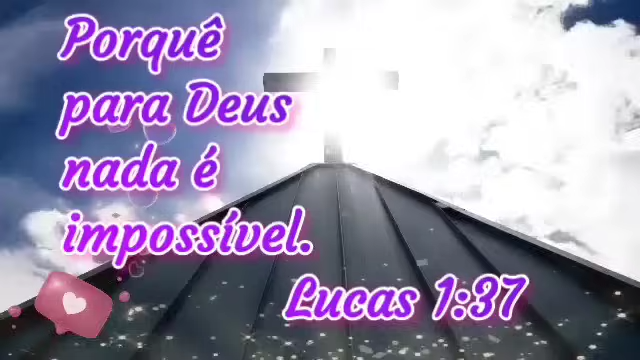 Porquê
para Deus
nada é
impossível.
Lucas 1:37